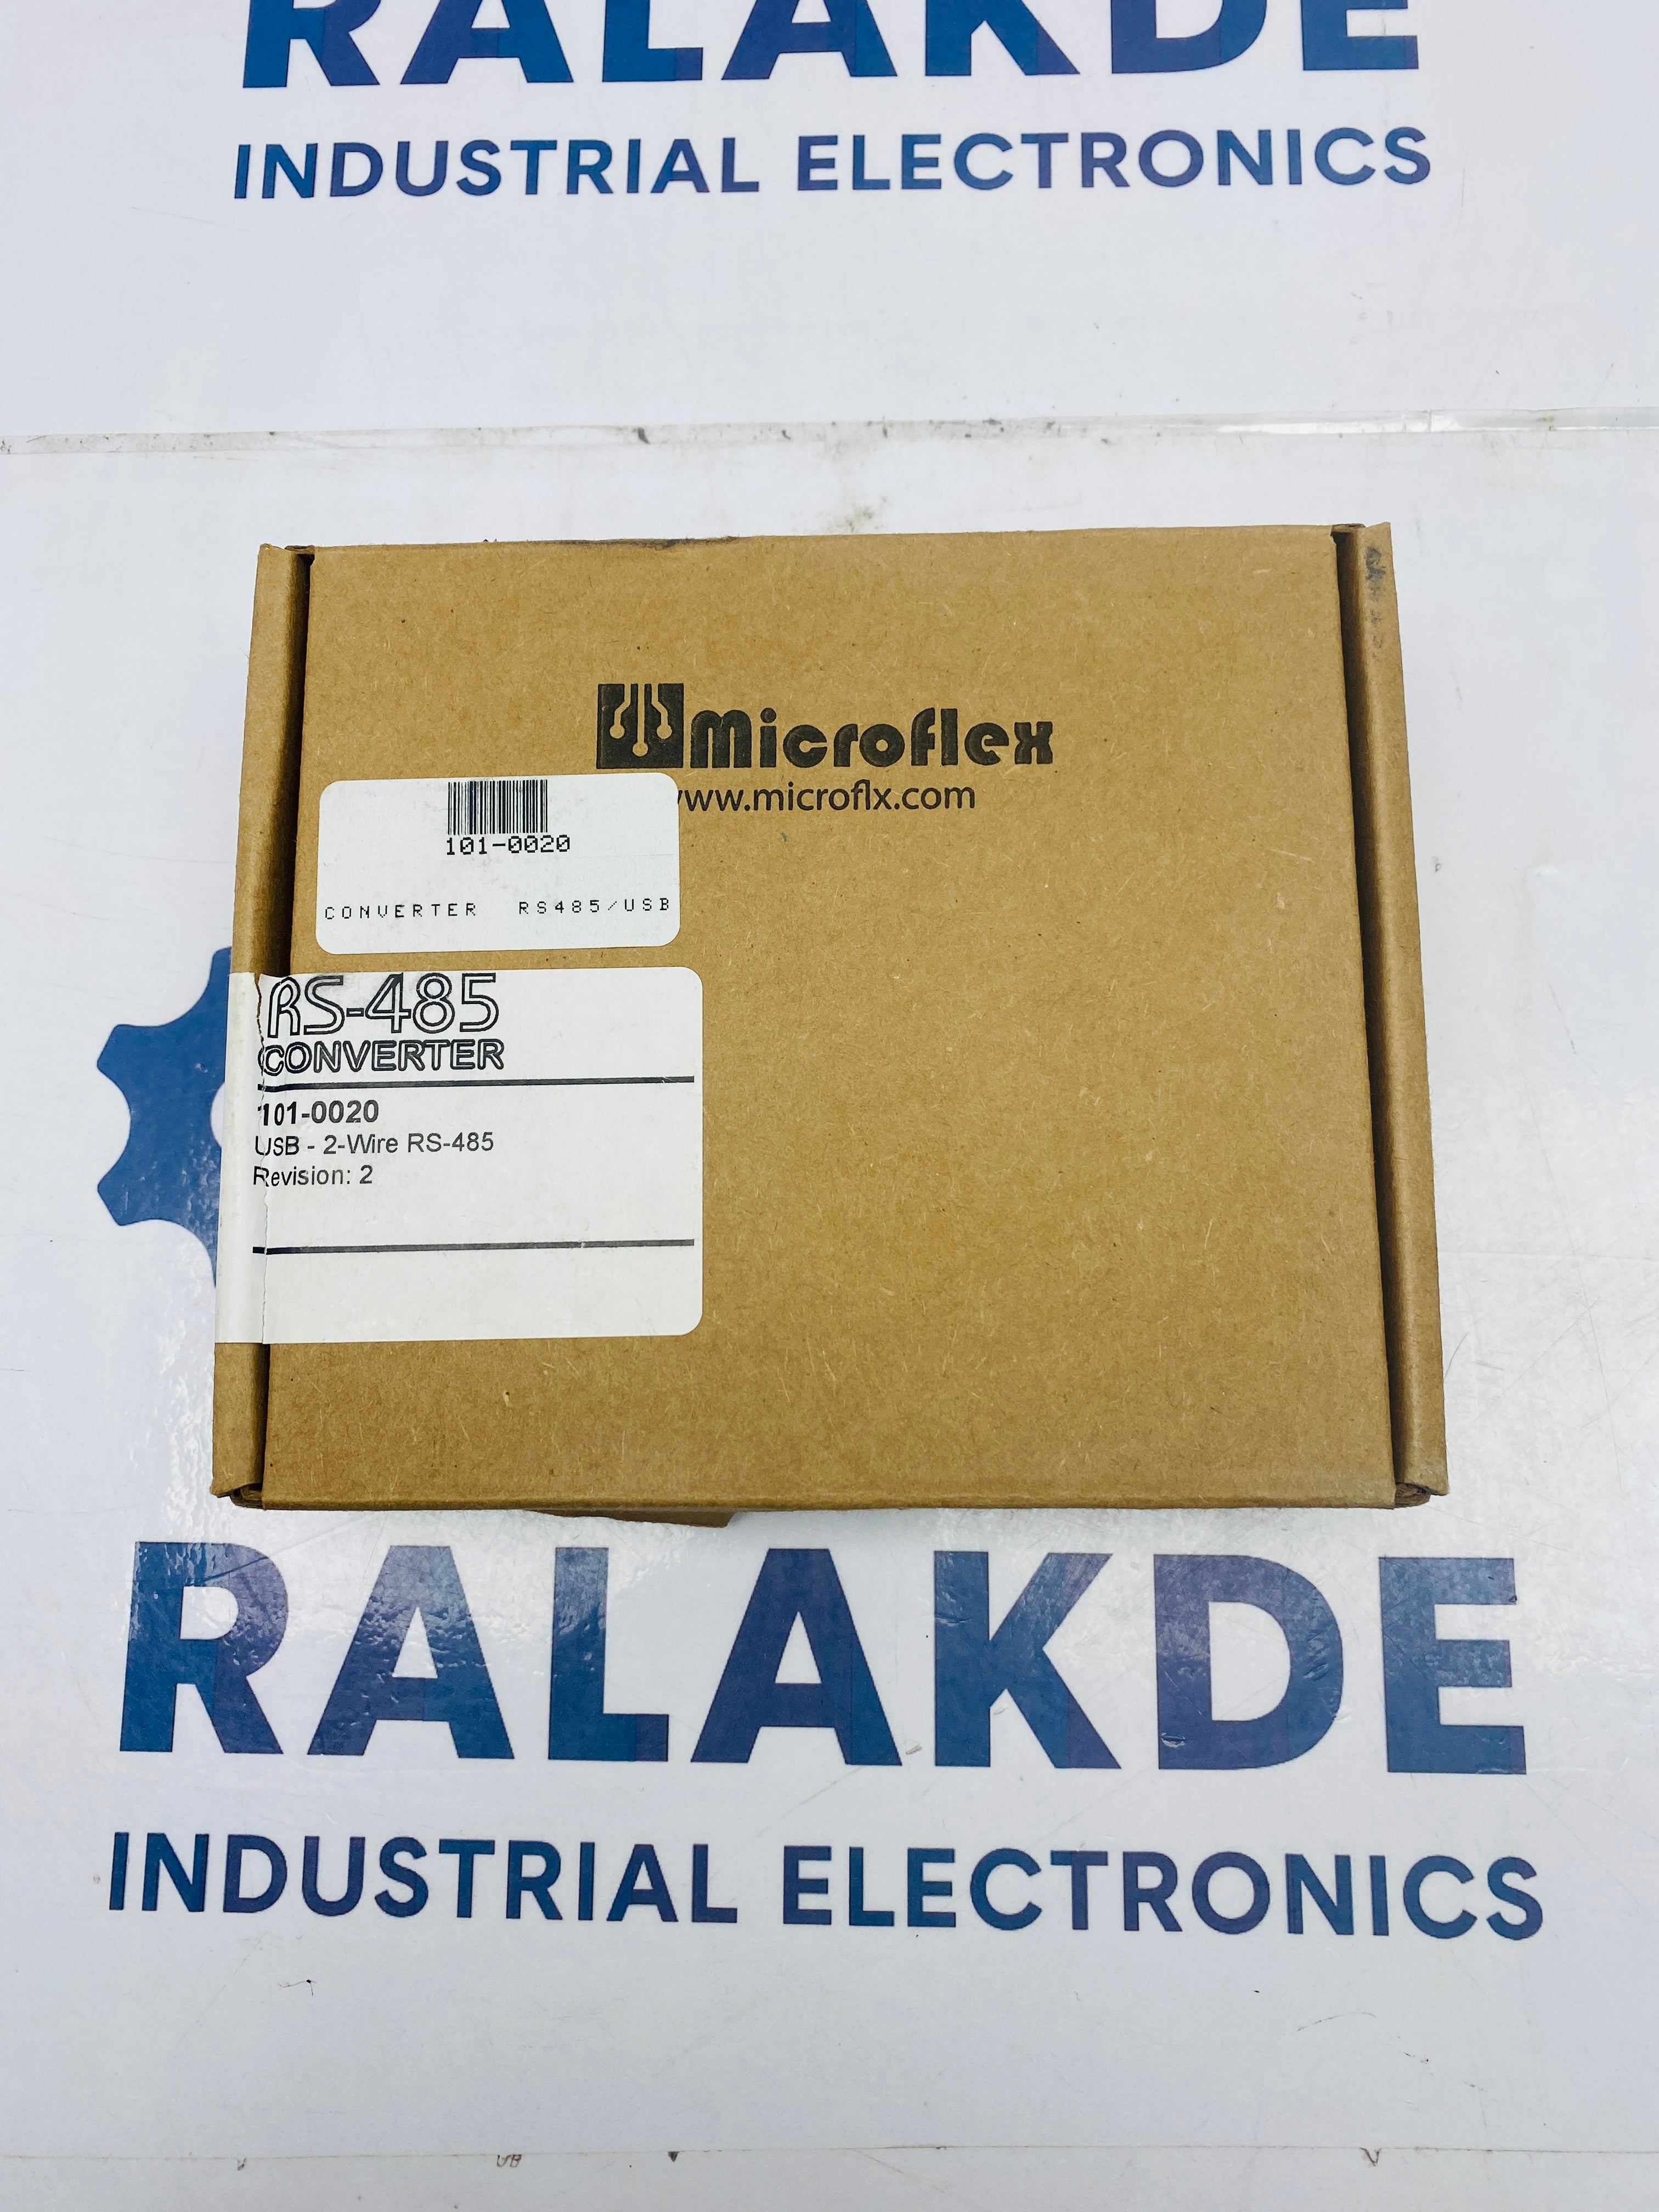 RALAKDE
INDUSTRIAL ELECTRONICS
Microflex
www.microflx.com
101-0020
CONVERTER RS485/USB
RS-485
CONVERTER
101-0020
USB - 2-Wire RS-485
Revision: 2
RALAKDE
INDUSTRIAL ELECTRONICS